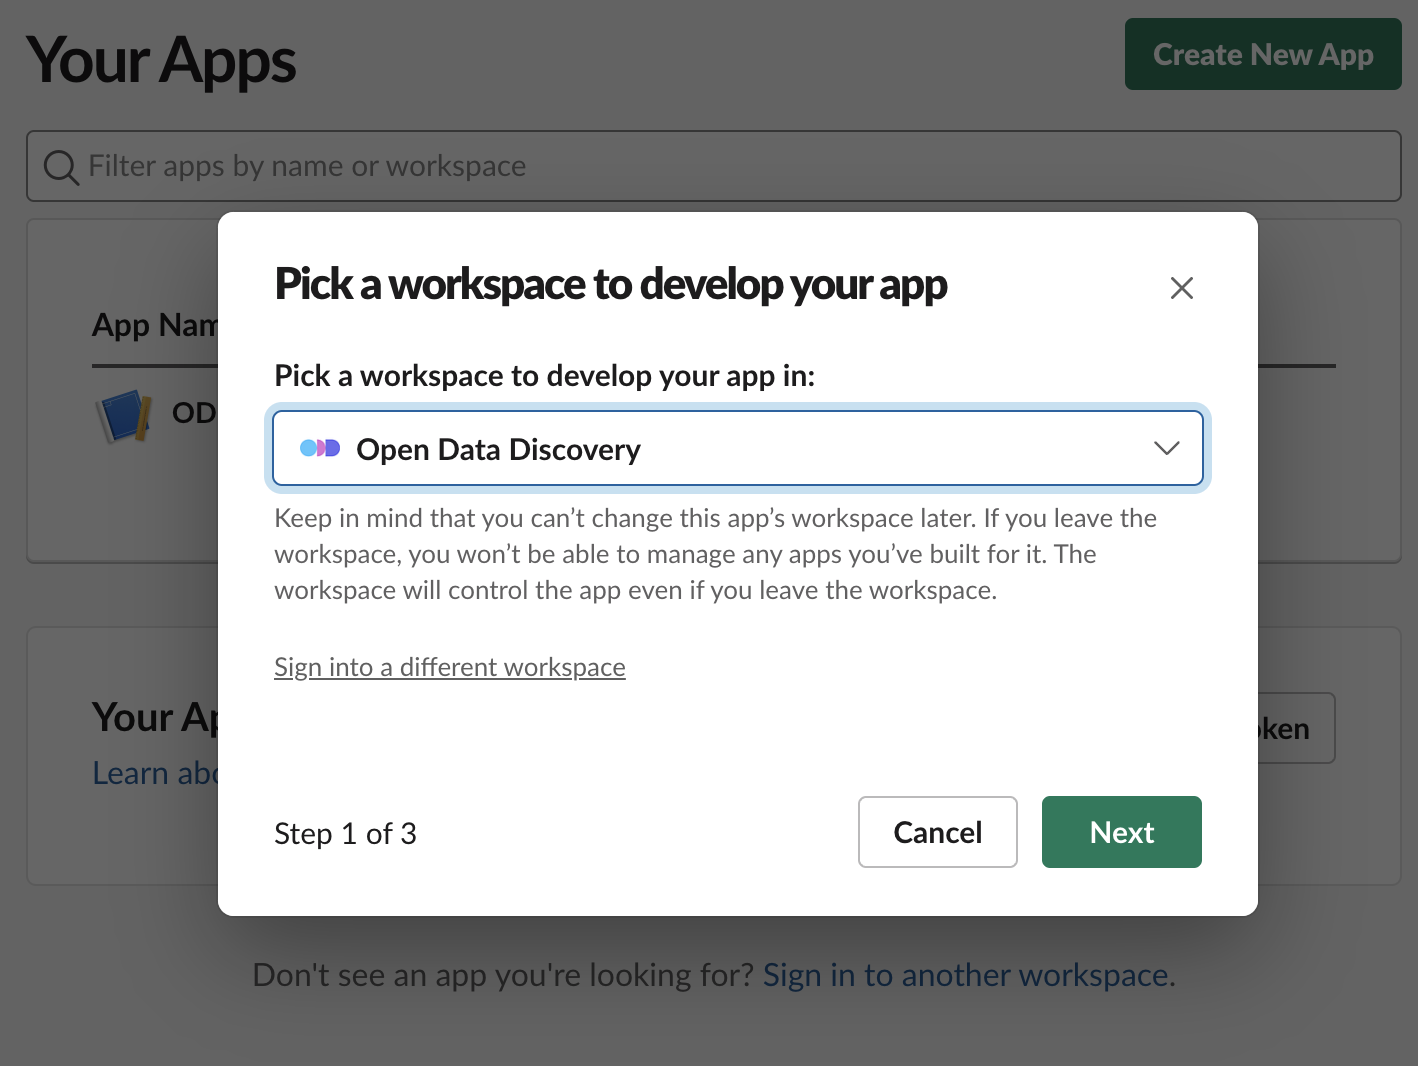 Your Apps
Create New App
Filter apps by name or workspace
Pick a workspace to develop your app
App Nam
Pick a workspace to develop your app in:
OD
Open Data Discovery
Keep in mind that you can’t change this app’s workspace later. If you leave the
workspace, you won’t be able to manage any apps you’ve built for it. The
workspace will control the app even if you leave the workspace.
Sign into a different workspace
Your Ap
oken
Learn abo
Step 1 of 3
Cancel
Next
Don't see an app you're looking for? Sign in to another workspace.